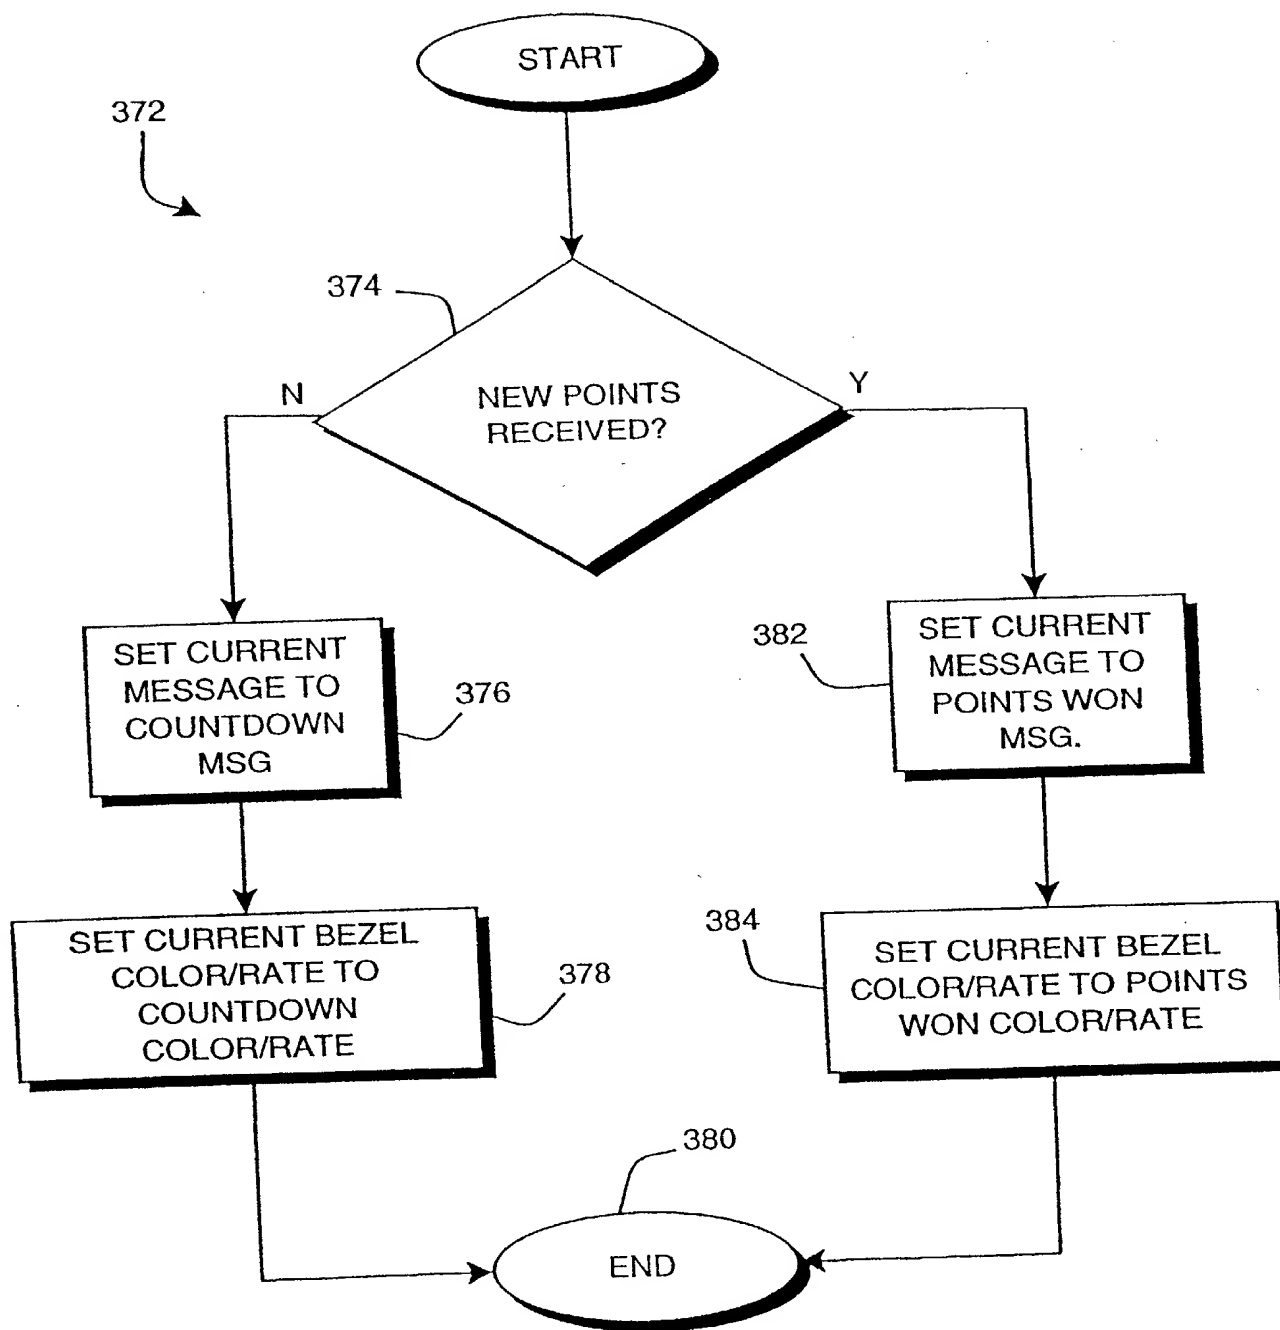 START
372
374
N
Y
NEW POINTS
RECEIVED?
SET CURRENT
MESSAGE TO
COUNTDOWN
MSG
376
382
SET CURRENT
MESSAGE TO
POINTS WON
MSG.
SET CURRENT BEZEL
COLOR/RATE TO
COUNTDOWN
COLOR/RATE
378
384
SET CURRENT BEZEL
COLOR/RATE TO POINTS
WON COLOR/RATE
380
END